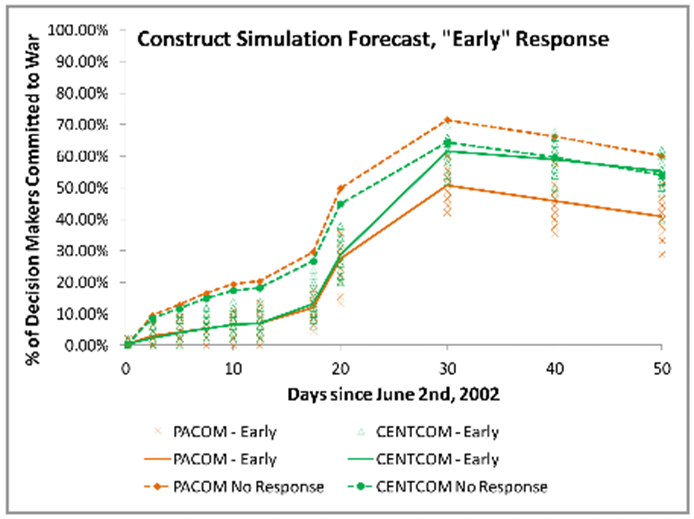 Construct Simulation Forecast, "Early" Response
% of Decision Makers Committed to War
100.00%
90.00%
80.00%
70.00%
60.00%
50.00%
40.00%
30.00%
20.00%
10.00%
0.00%
0 10 20 30 40 50
Days since June 2nd, 2002
PACOM - Early CENTCOM - Early
PACOM - Early CENTCOM - Early
PACOM No Response CENTCOM No Response